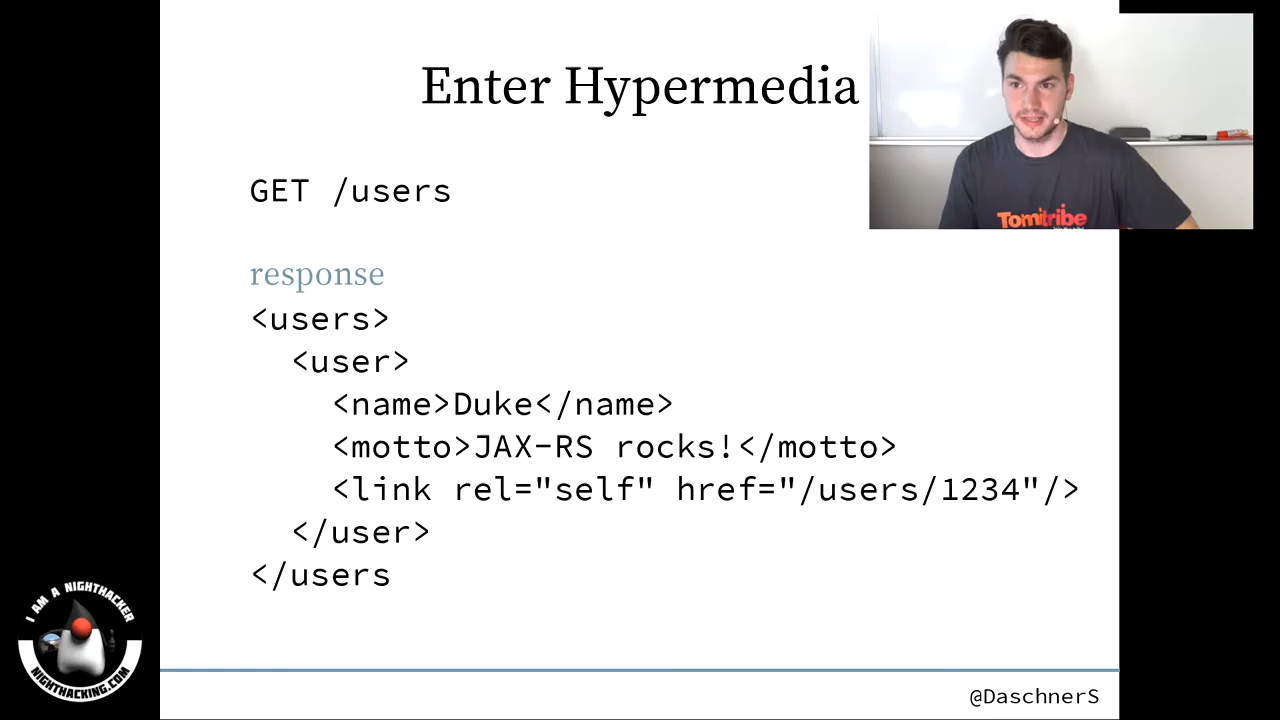 Enter Hypermedia
GET /users
response
<users>
<user>
<name>Duke</name>
<motto>JAX-RS rocks!</motto>
<link rel="self" href="/users/1234"/>
</user>
</users
@DaschnerS
Tomitribe
I AM A NIGHTHACKER
NIGHTHACKING.COM